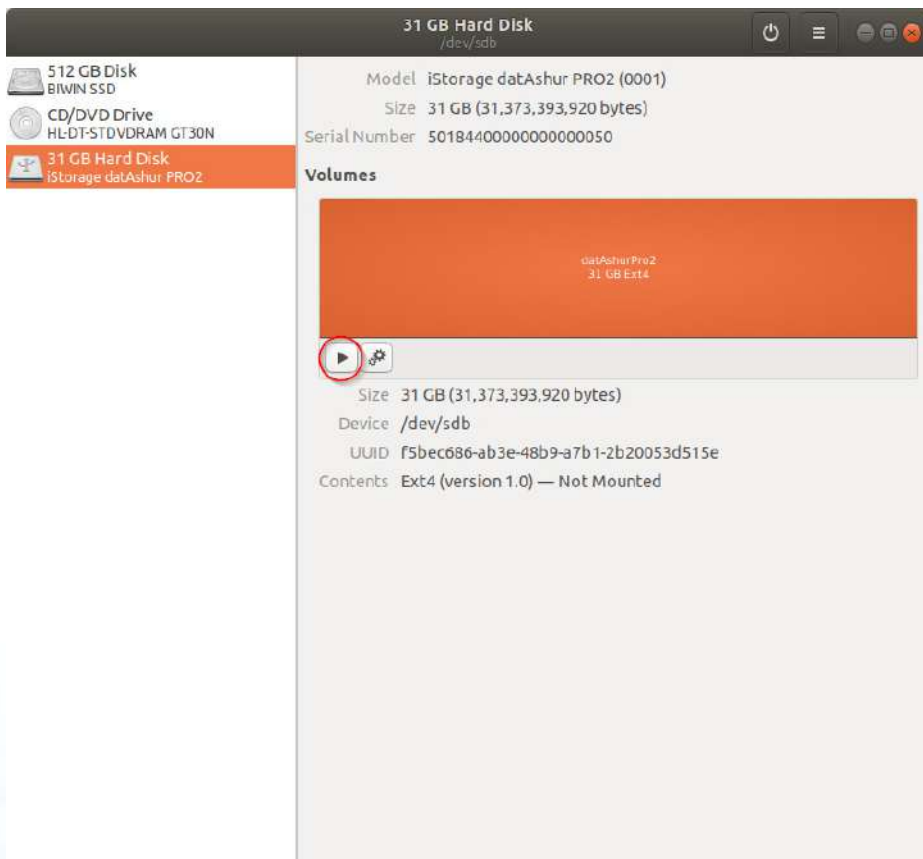 31 GB Hard Disk
/dev/sdb
512 GB Disk
BIWIN SSD
CD/DVD Drive
HL-DT-STDVDRAM GT30N
31 GB Hard Disk
iStorage datAshur PRO2
Model iStorage datAshur PRO2 (0001)
Size 31 GB (31,373,393,920 bytes)
Serial Number 50184400000000000050
Volumes
datAshurPro2
31 GB Ext4
Size 31 GB (31,373,393,920 bytes)
Device /dev/sdb
UUID f5bec686-ab3e-48b9-a7b1-2b20053d515e
Contents Ext4 (version 1.0) — Not Mounted